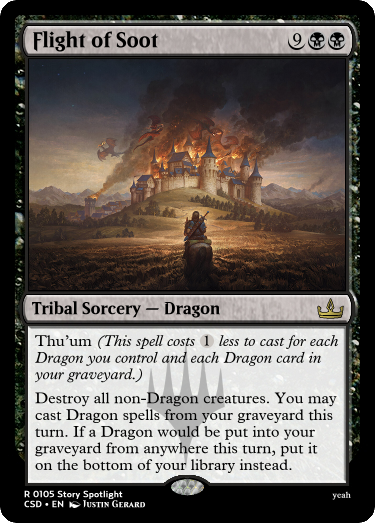 Flight of Soot 9
Tribal Sorcery — Dragon
Thu'um (This spell costs 1 less to cast for each
Dragon you control and each Dragon card in
your graveyard.)
Destroy all non-Dragon creatures. You may
cast Dragon spells from your graveyard this
turn. If a Dragon would be put into your
graveyard from anywhere this turn, put it
on the bottom of your library instead.
R 0105 Story Spotlight
CSD • EN Justin Gerard
yeah